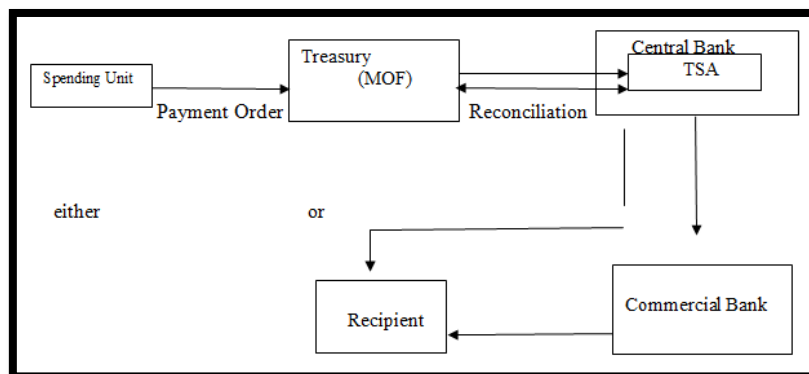 Spending Unit
Payment Order
Treasury
(MOF)
Reconciliation
Central Bank
TSA
either
or
Recipient
Commercial Bank